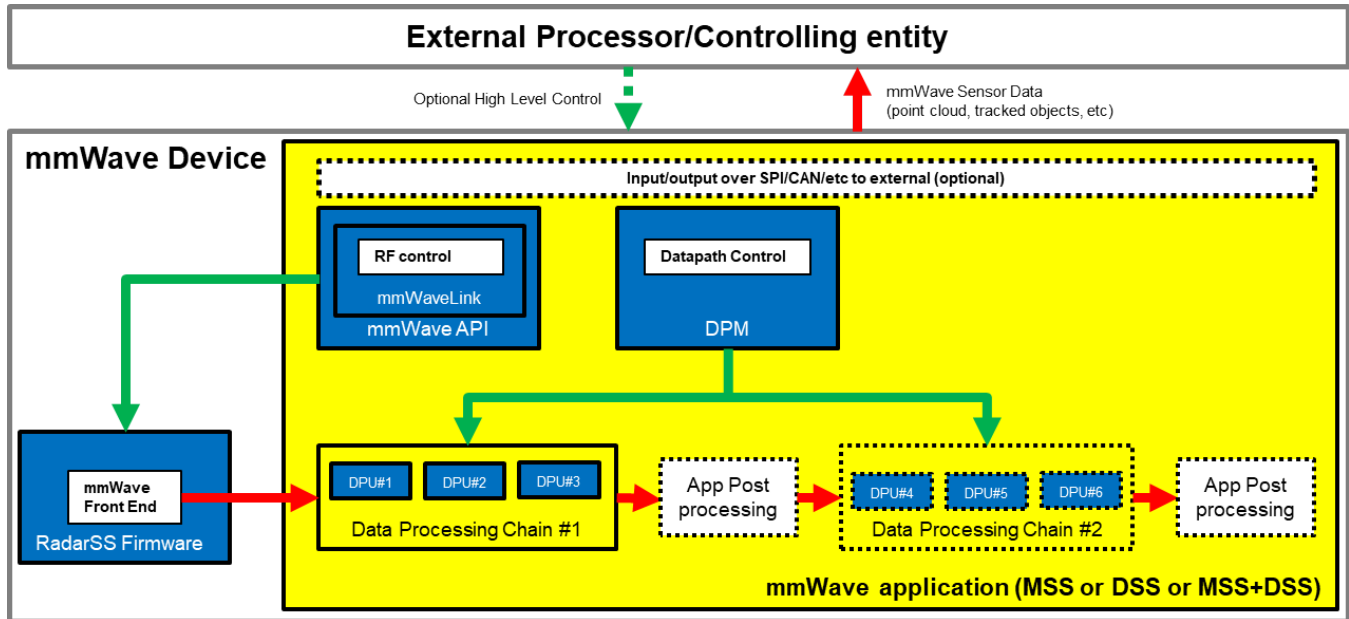 External Processor/Controlling entity
Optional High Level Control
mmWave Sensor Data
(point cloud, tracked objects, etc)
mmWave Device
Input/output over SPI/CAN/etc to external (optional)
RF control
mmWaveLink
mmWave API
Datapath Control
DPM
mmWave
Front End
RadarSS Firmware
DPU#1
DPU#2
DPU#3
Data Processing Chain #1
App Post
processing
DPU#4
DPU#5
DPU#6
Data Processing Chain #2
App Post
processing
mmWave application (MSS or DSS or MSS+DSS)